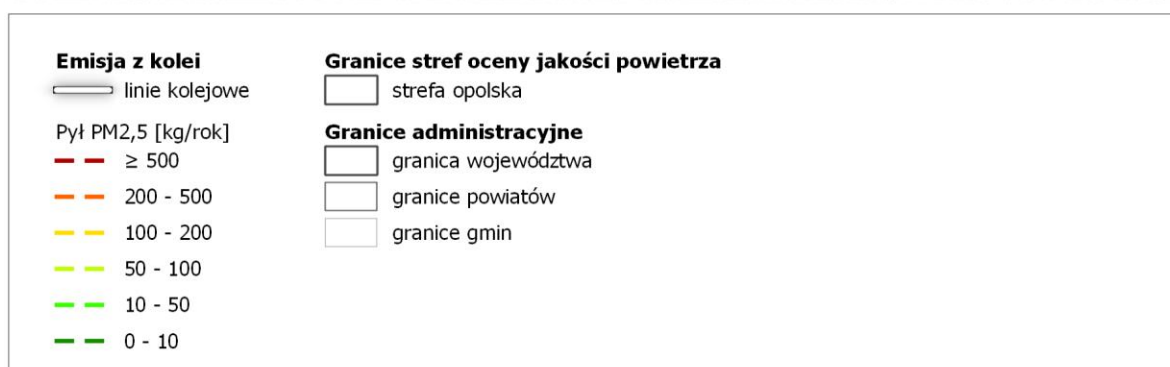 Emisja z kolei
linie kolejowe
Pył PM2,5 [kg/rok]
≥ 500
200 - 500
100 - 200
50 - 100
10 - 50
0 - 10
Granice stref oceny jakości powietrza
strefa opolska
Granice administracyjne
granica województwa
granice powiatów
granice gmin